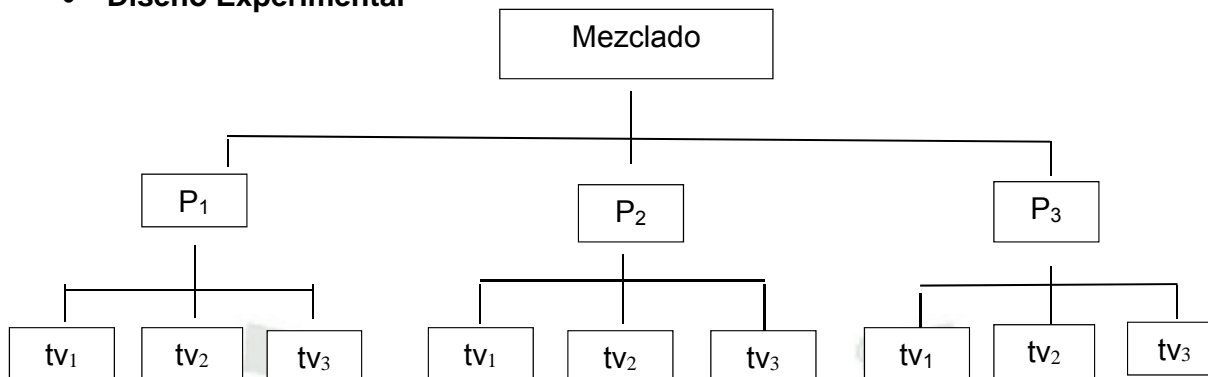 • Diseño Experimental
Mezclado
P₁ P₂ P₃
tv₁ tv₂ tv₃ tv₁ tv₂ tv₃ tv₁ tv₂ tv₃